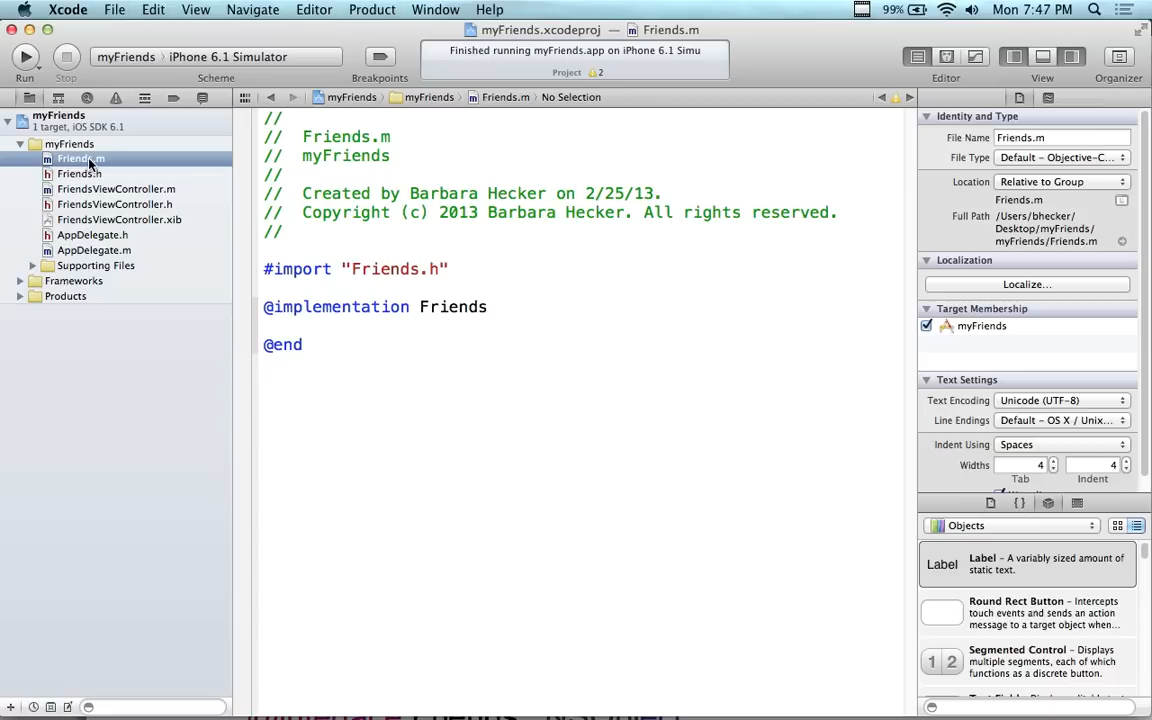 Xcode File Edit View Navigate Editor Product Window Help 99% Mon 7:47 PM
myFriends.xcodeproj — Friends.m
myFriends iPhone 6.1 Simulator
Finished running myFriends.app on iPhone 6.1 Simu
Project 2
Run Stop Scheme Breakpoints Editor View Organizer
myFriends myFriends Friends.m No Selection
myFriends
1 target, iOS SDK 6.1
myFriends
Friends.m
Friends.h
FriendsViewController.m
FriendsViewController.h
FriendsViewController.xib
AppDelegate.h
AppDelegate.m
Supporting Files
Frameworks
Products
//
// Friends.m
// myFriends
//
// Created by Barbara Hecker on 2/25/13.
// Copyright (c) 2013 Barbara Hecker. All rights reserved.
//
#import "Friends.h"
@implementation Friends
@end
Identity and Type
File Name Friends.m
File Type Default - Objective-C...
Location Relative to Group
Friends.m
Full Path /Users/bhecker/
Desktop/myFriends/
myFriends/Friends.m
Localization
Localize...
Target Membership
myFriends
Text Settings
Text Encoding Unicode (UTF-8)
Line Endings Default - OS X / Unix...
Indent Using Spaces
Widths 4 4
Tab Indent
{}
Objects
Label Label - A variably sized amount of
static text.
Round Rect Button - Intercepts
touch events and sends an action
message to a target object when...
1 2 Segmented Control - Displays
multiple segments, each of which
functions as a discrete button.